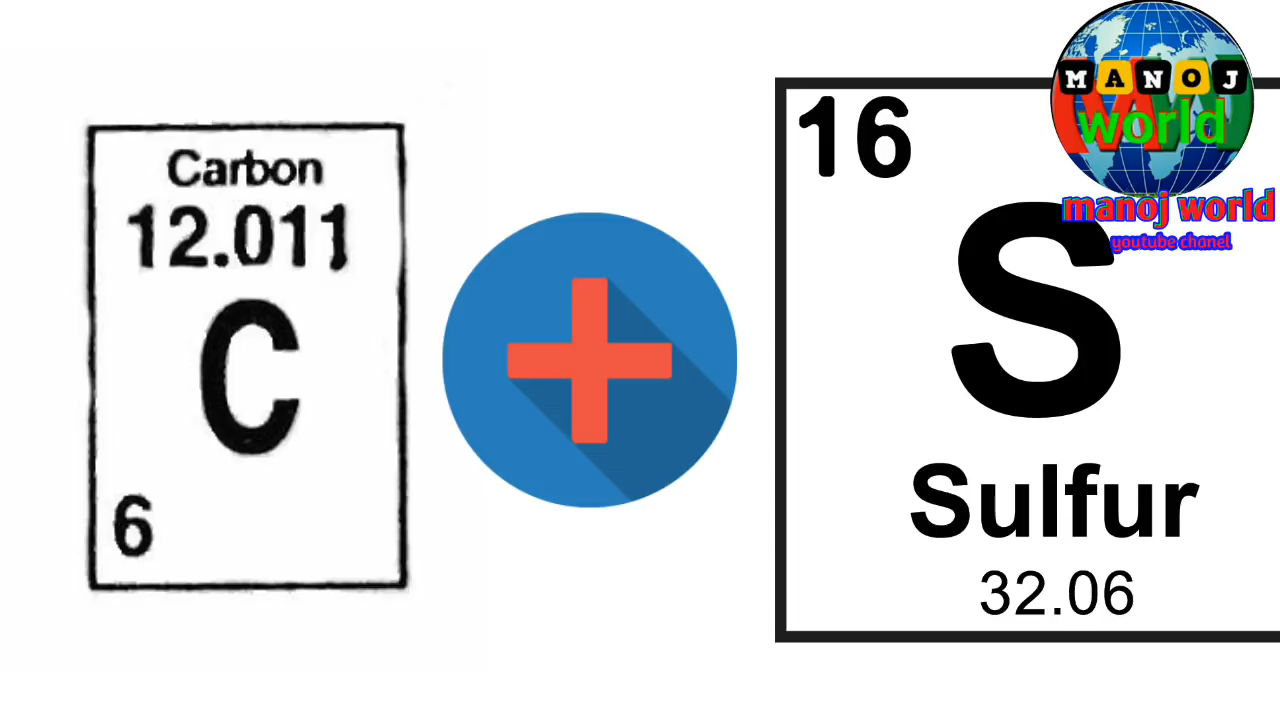 Carbon
12.011
C
6
16
S
Sulfur
32.06
MANOJ
world
manoj world
youtube chanel